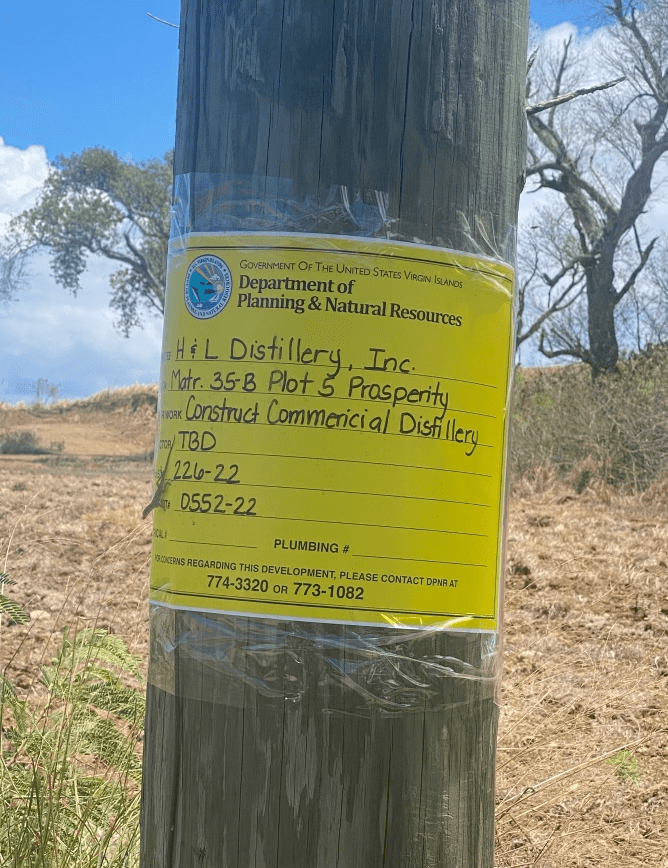 GOVERNMENT OF THE UNITED STATES VIRGIN ISLANDS
Department of
Planning & Natural Resources
H & L Distillery, Inc.
Matr. 35-B Plot 5 Prosperity
WORK Construct Commericial Distillery
TBD
226-22
0552-22
PLUMBING #
CONCERNS REGARDING THIS DEVELOPMENT, PLEASE CONTACT DPNR AT
774-3320 OR 773-1082